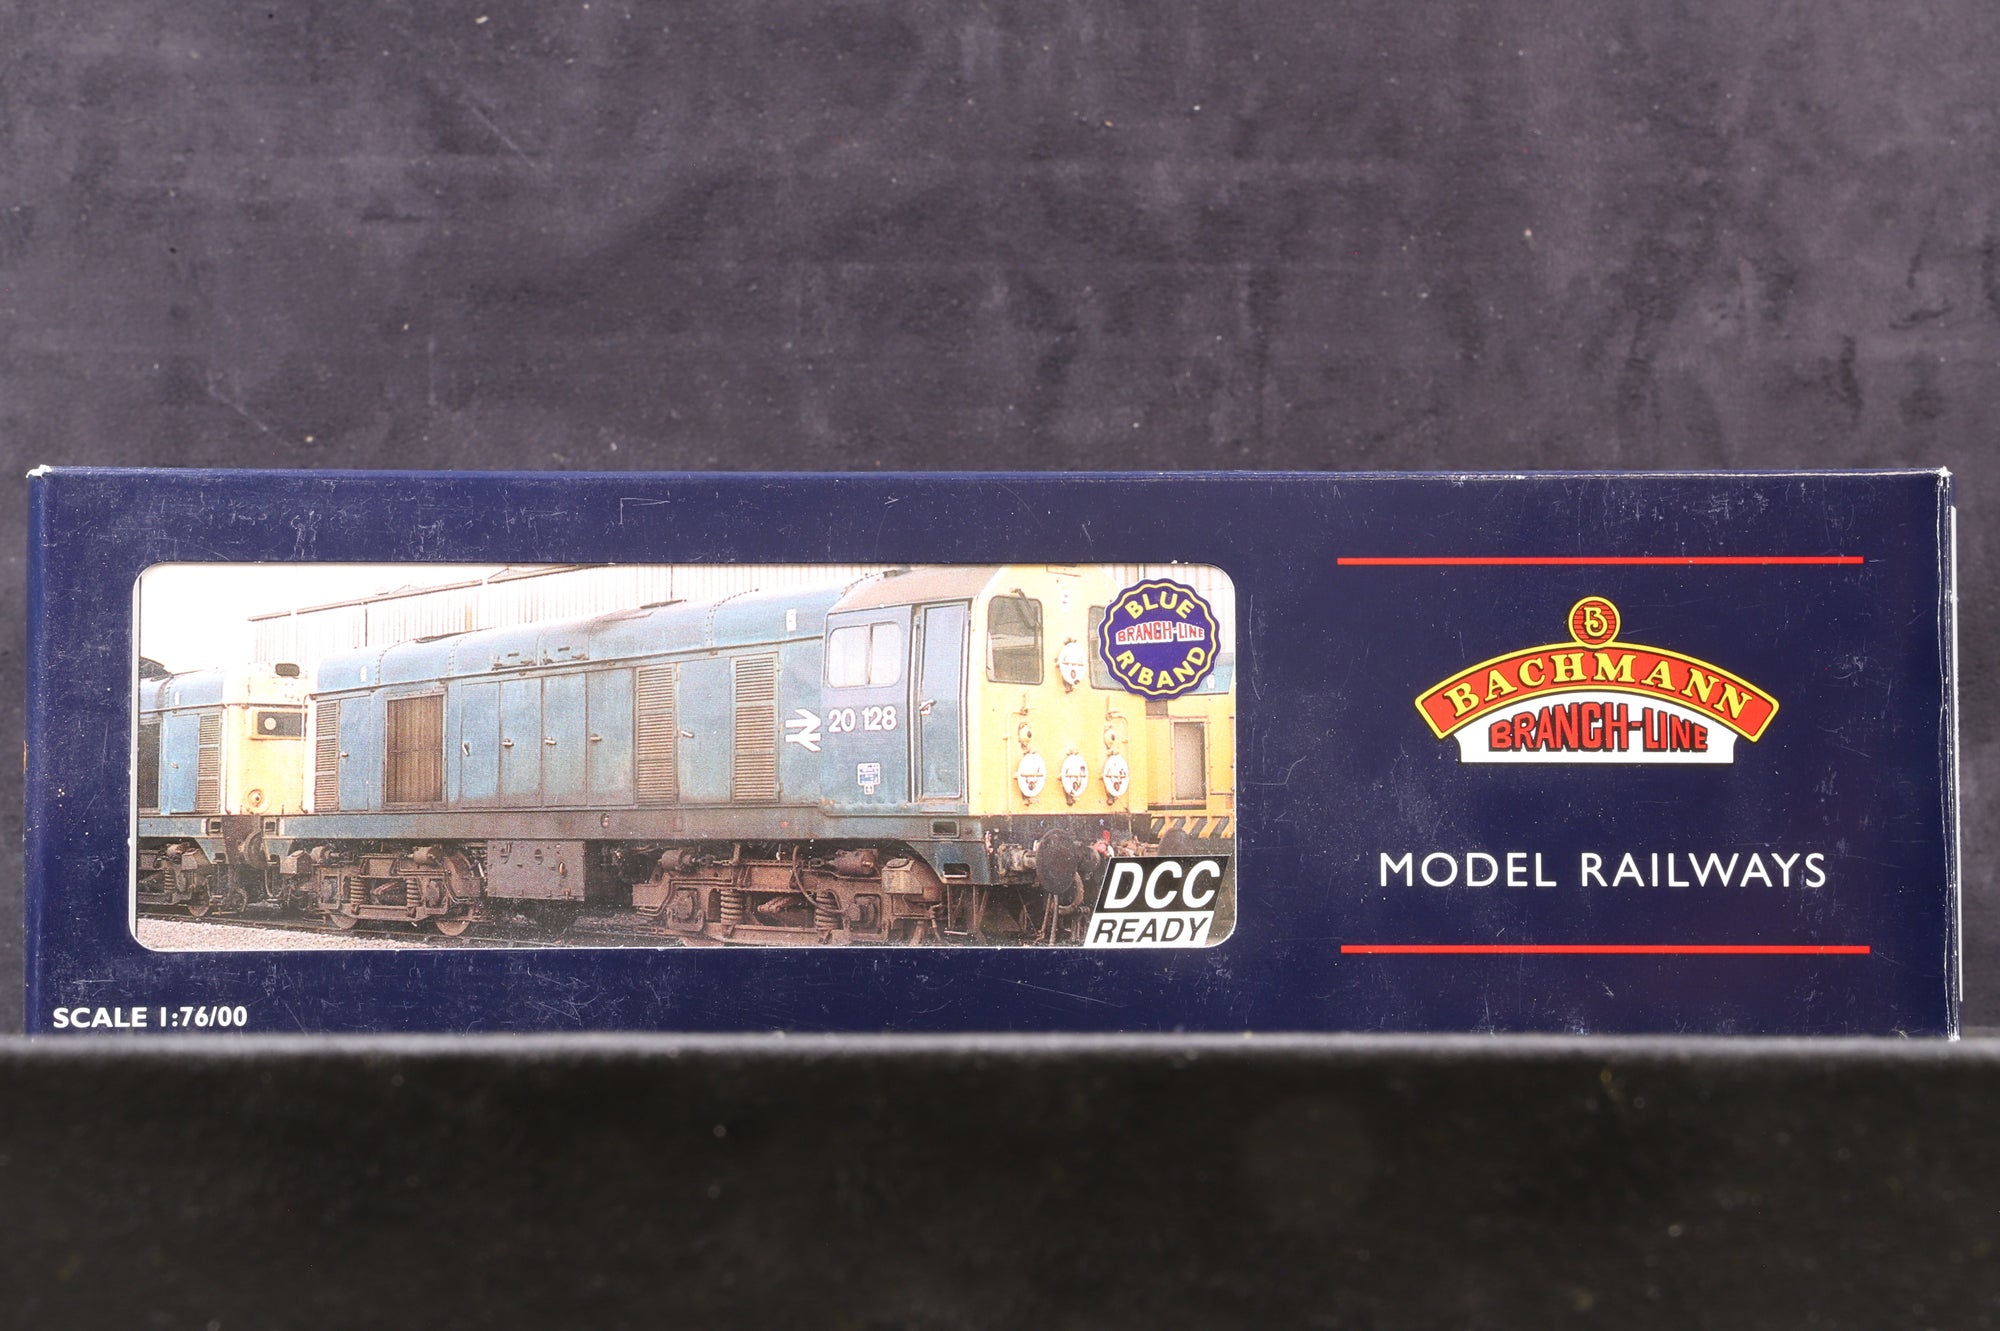 BLUE
BRANCH-LINE
RIBAND
20 128
DCC
READY
SCALE 1:76/00
B
BACHMANN
BRANCH-LINE
MODEL RAILWAYS